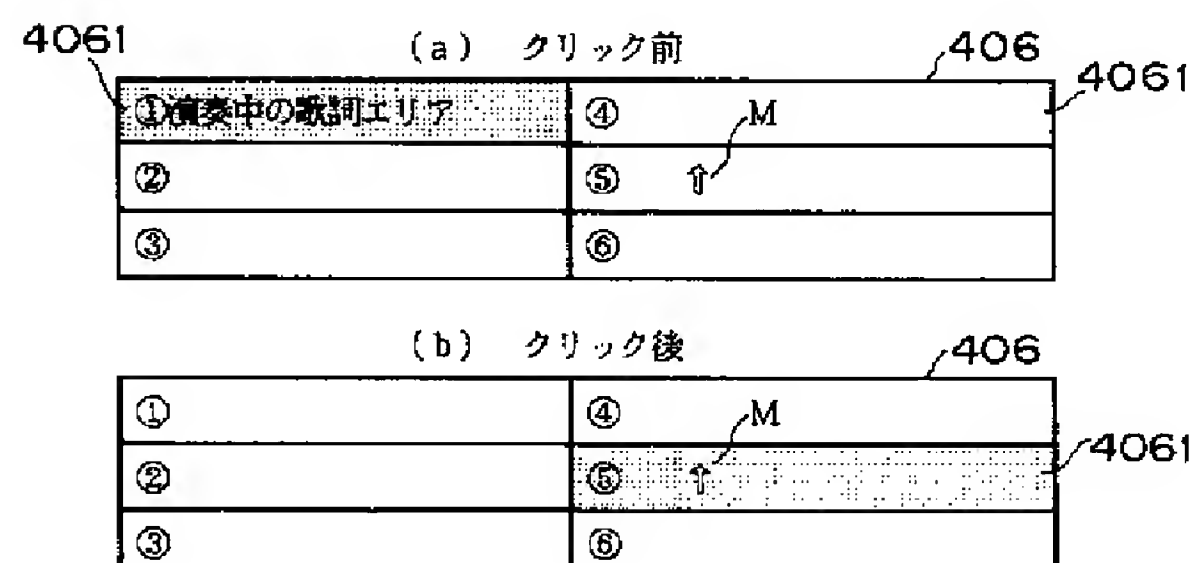 4061 (a) クリック前 406
①演奏中の歌詞エリア ④ M 4061
② ⑤ ⇧
③ ⑥
(b) クリック後 406
① ④ M
② ⑤ ⇧ 4061
③ ⑥